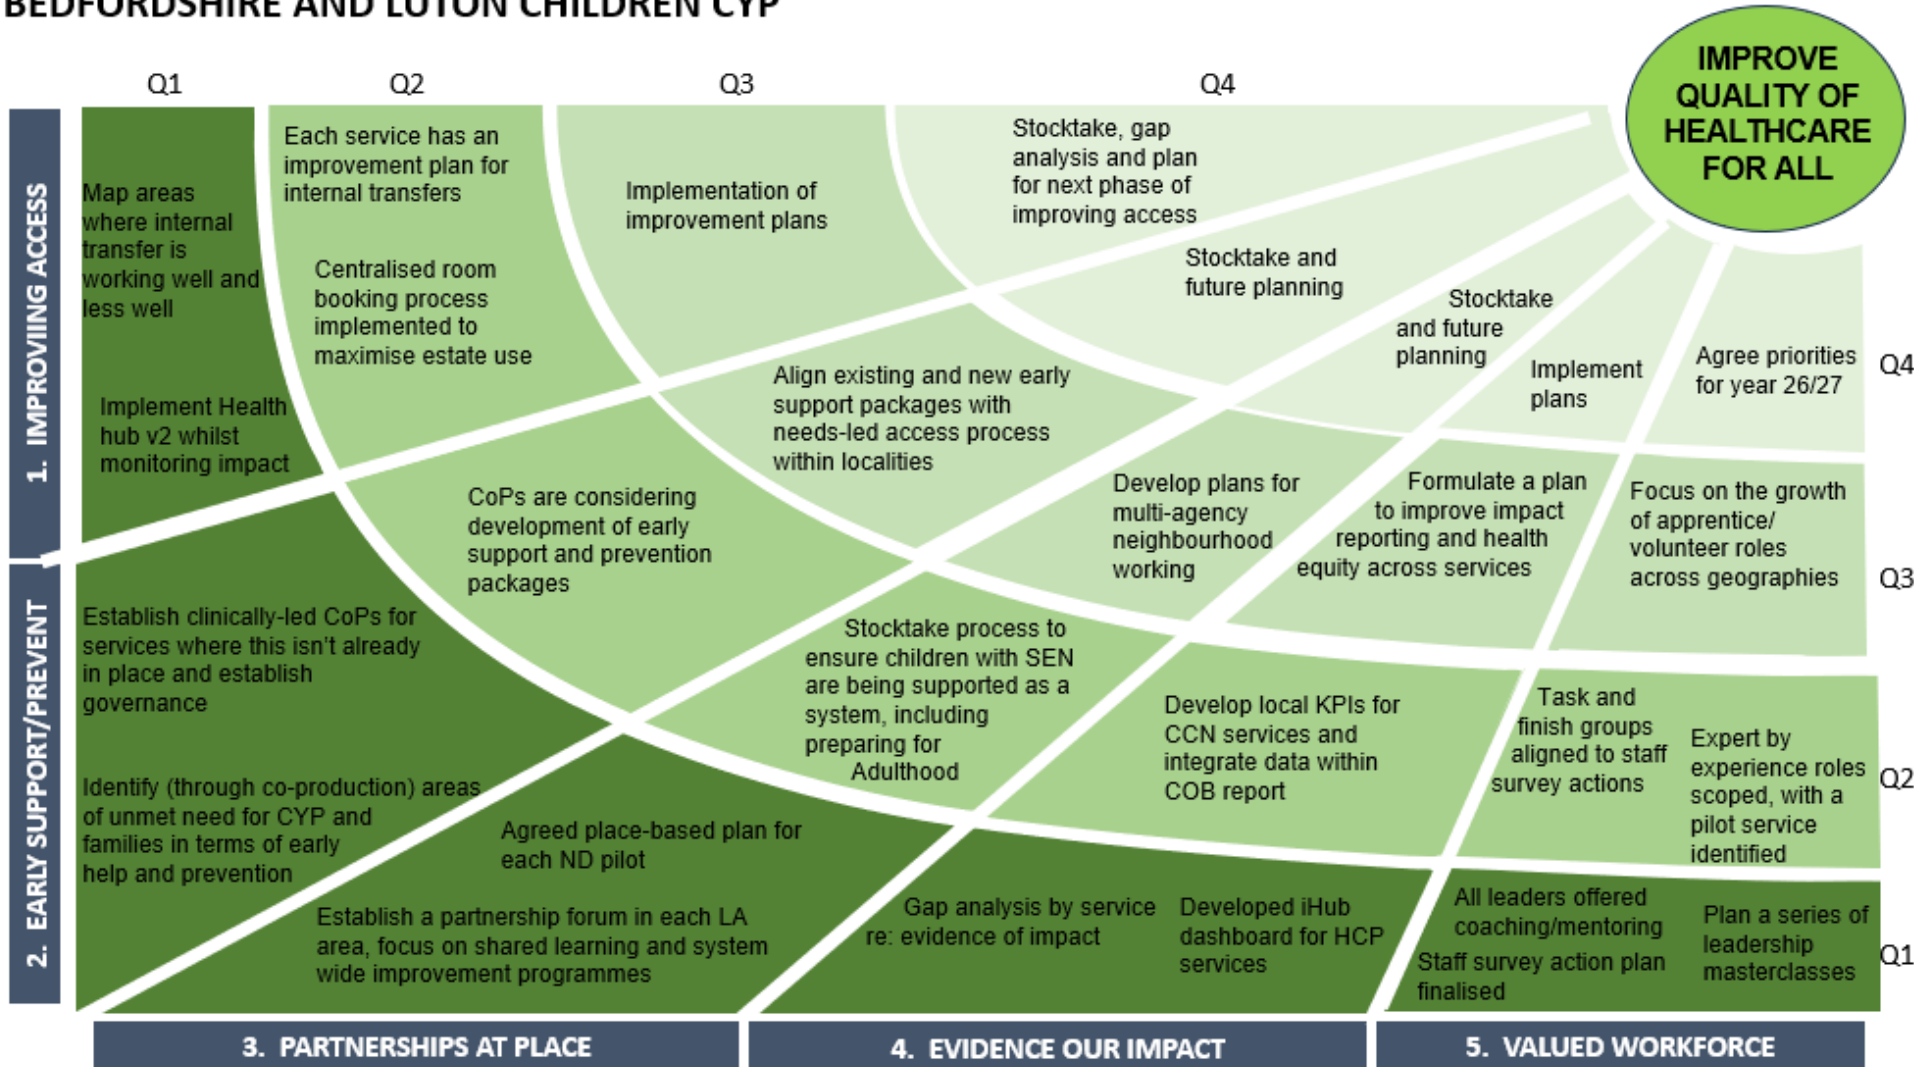 BEDFORDSHIRE AND LUTON CHILDREN CYP
IMPROVE
QUALITY OF
HEALTHCARE
FOR ALL
Q1
Q2
Q3
Q4
1. IMPROVIING ACCESS
Map areas
where internal
transfer is
working well and
less well
Implement Health
hub v2 whilst
monitoring impact
Each service has an
improvement plan for
internal transfers
Centralised room
booking process
implemented to
maximise estate use
Implementation of
improvement plans
Stocktake, gap
analysis and plan
for next phase of
improving access
2. EARLY SUPPORT/PREVENT
Establish clinically-led CoPs for
services where this isn't already
in place and establish
governance
Identify (through co-production) areas
of unmet need for CYP and
families in terms of early
help and prevention
CoPs are considering
development of early
support and prevention
packages
Align existing and new early
support packages with
needs-led access process
within localities
Stocktake and
future planning
Agreed place-based plan for
each ND pilot
Establish a partnership forum in each LA
area, focus on shared learning and system
wide improvement programmes
Stocktake process to
ensure children with SEN
are being supported as a
system, including
preparing for
Adulthood
Develop plans for
multi-agency
neighbourhood
working
Stocktake
and future
planning
Gap analysis by service
re: evidence of impact
Developed iHub
dashboard for HCP
services
Develop local KPIs for
CCN services and
integrate data within
COB report
Formulate a plan
to improve impact
reporting and health
equity across services
Implement
plans
All leaders offered
coaching/mentoring
Staff survey action plan
finalised
Plan a series of
leadership
masterclasses
Task and
finish groups
aligned to staff
survey actions
Expert by
experience roles
scoped, with a
pilot service
identified
Focus on the growth
of apprentice/
volunteer roles
across geographies
Agree priorities
for year 26/27
Q4
Q3
Q2
Q1
3. PARTNERSHIPS AT PLACE
4. EVIDENCE OUR IMPACT
5. VALUED WORKFORCE